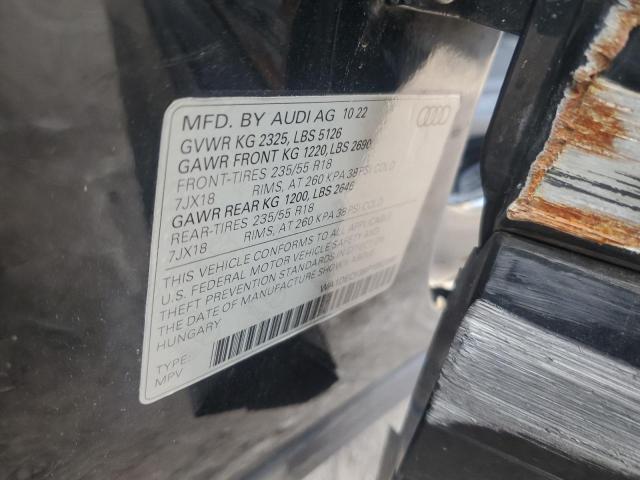 MFD. BY AUDI AG 10 22
GVWR KG 2325, LBS 5126
GAWR FRONT KG 1220, LBS 2690
FRONT-TIRES 235/55 R18
7JX18 RIMS, AT 260 KPA 38 PSI COLD
GAWR REAR KG 1200, LBS 2646
REAR-TIRES 235/55 R18
7JX18 RIMS, AT 260 KPA 38 PSI COLD
THIS VEHICLE CONFORMS TO ALL APPLICABLE
U.S. FEDERAL MOTOR VEHICLE SAFETY AND
THEFT PREVENTION STANDARDS IN EFFECT ON
THE DATE OF MANUFACTURE SHOWN ABOVE.
HUNGARY
TYPE:
MPV